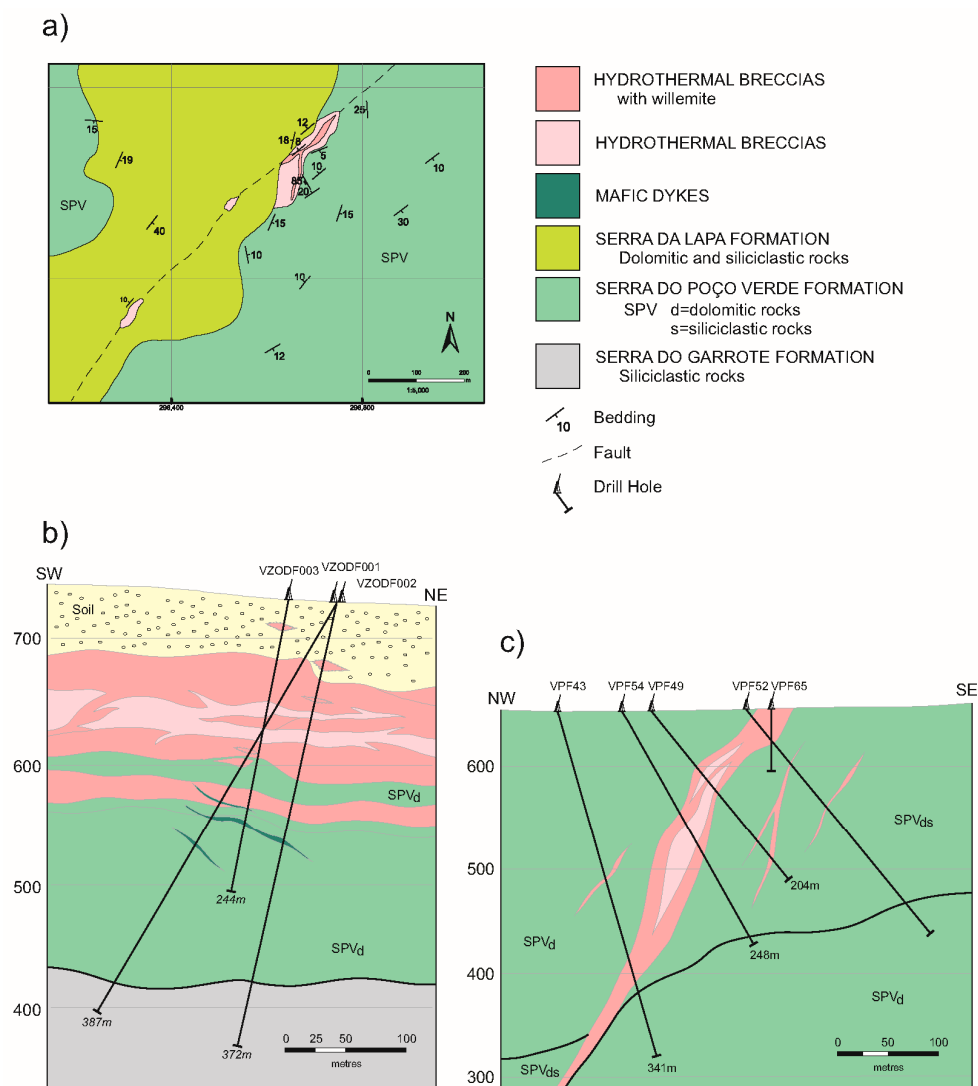 a)
15
19
SPV
40
10
12
18
8
25
5
10
85
20
15
15
10
30
10
10
SPV
12
N
0 100 200
m
1:5,000
296,400
296,800
HYDROTHERMAL BRECCIAS
with willemite
HYDROTHERMAL BRECCIAS
MAFIC DYKES
SERRA DA LAPA FORMATION
Dolomitic and siliciclastic rocks
SERRA DO POÇO VERDE FORMATION
SPV d=dolomitic rocks
s=siliciclastic rocks
SERRA DO GARROTE FORMATION
Siliciclastic rocks
10 Bedding
Fault
Drill Hole
b)
SW
VZODF003
VZODF001
VZODF002
NE
Soil
700
600
SPVd
500
244m
SPVd
400
387m
372m
0 25 50 100
metres
c)
NW
VPF43
VPF54
VPF49
VPF52
VPF65
SE
600
SPVds
500
204m
SPVd
248m
400
SPVd
SPVds
341m
300
0 50 100
metres